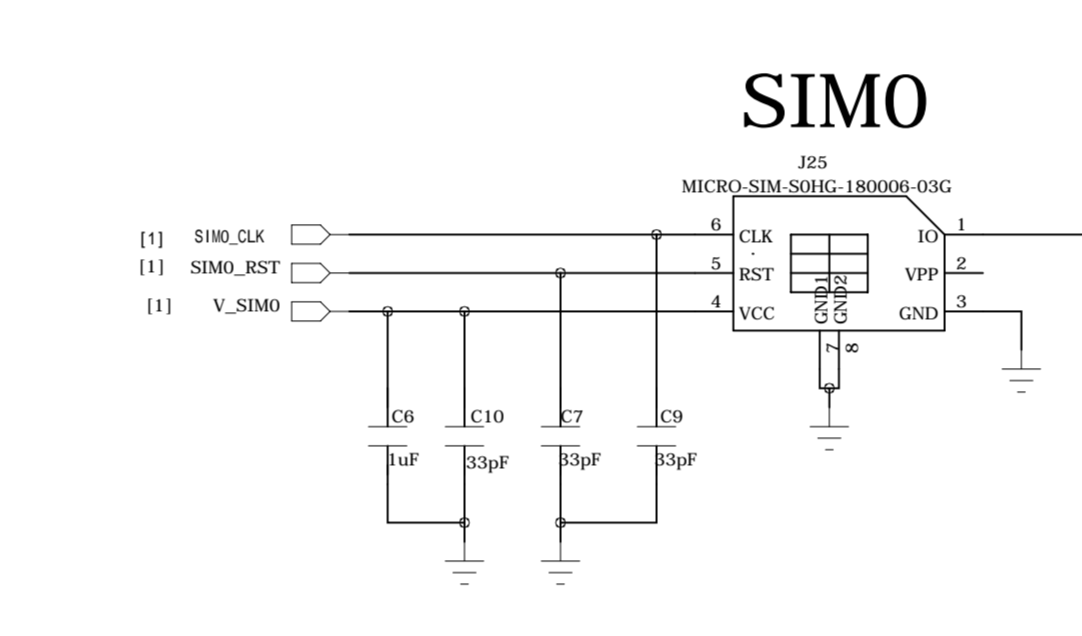 SIM0
J25
MICRO-SIM-S0HG-180006-03G
[1] SIM0_CLK
6 CLK
IO 1
[1] SIM0_RST
5 RST
VPP 2
[1] V_SIM0
4 VCC
GND 3
GND1
GND2
7
8
C6
C10
C7
C9
1uF
33pF
33pF
33pF